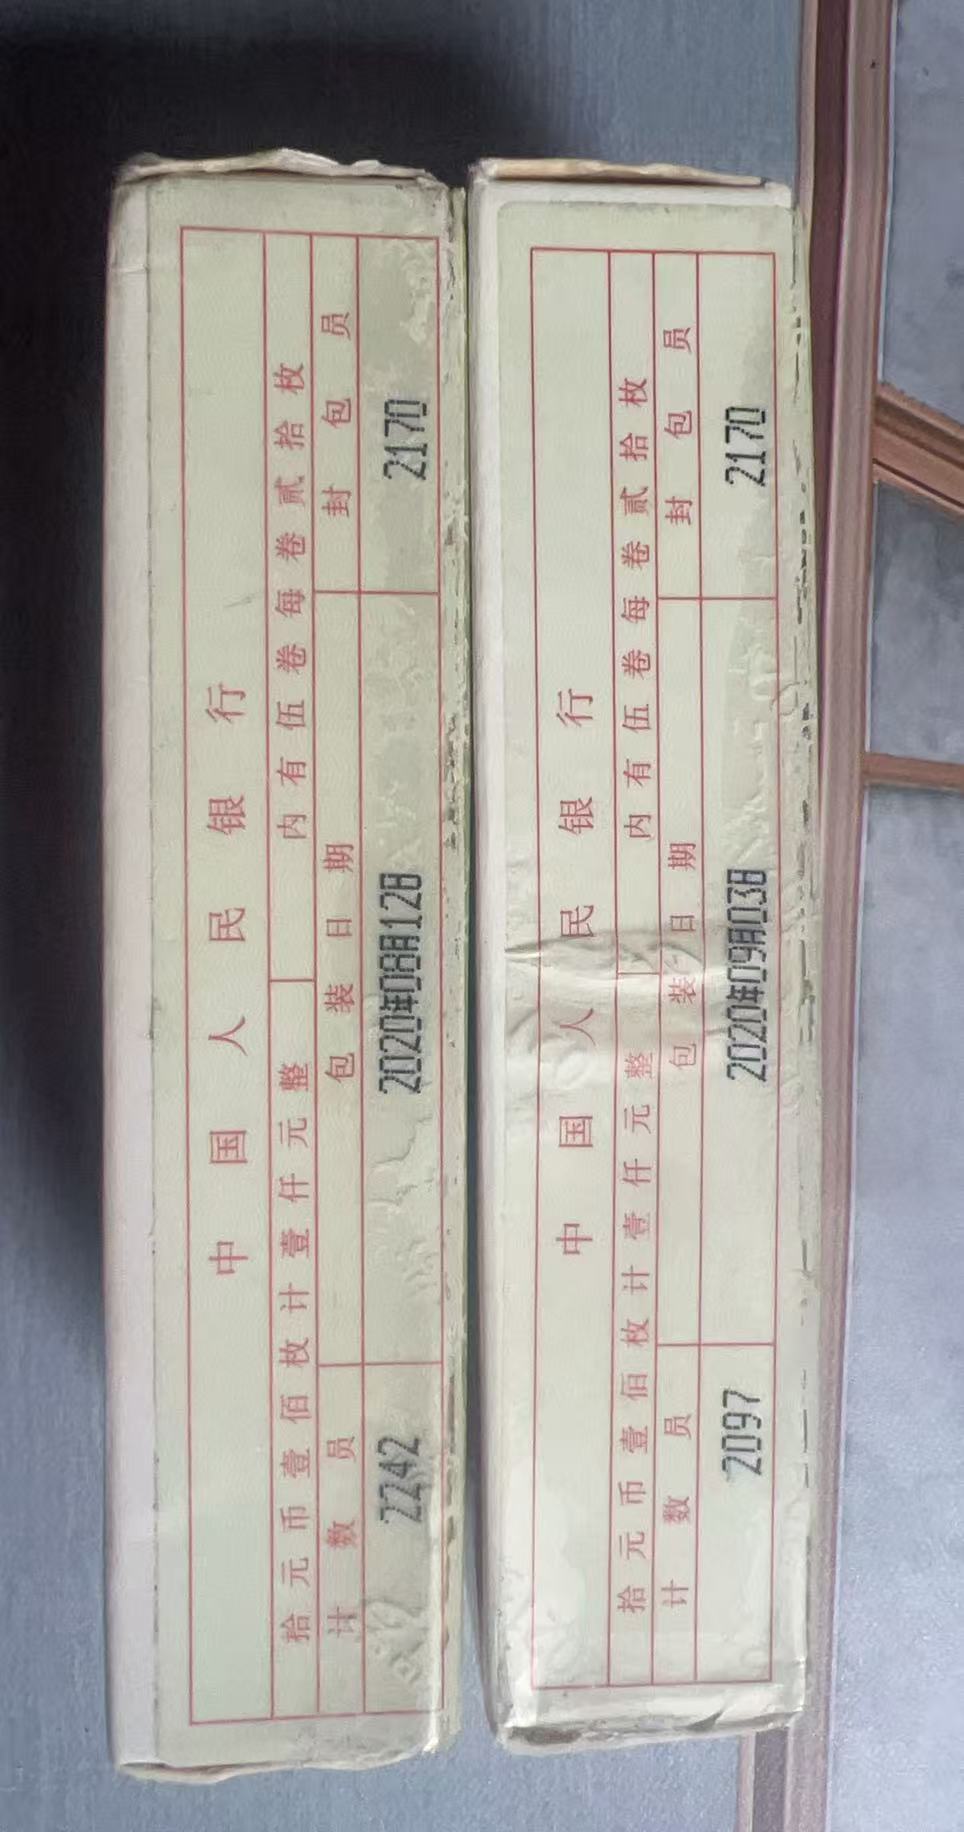 中国人民银行
拾元币壹佰枚计壹仟元整 内有伍卷每卷贰拾枚
计数员 包装日期 封包员
2242 2020年08月12日 2170
中国人民银行
拾元币壹佰枚计壹仟元整 内有伍卷每卷贰拾枚
计数员 包装日期 封包员
2097 2020年09月03日 2170